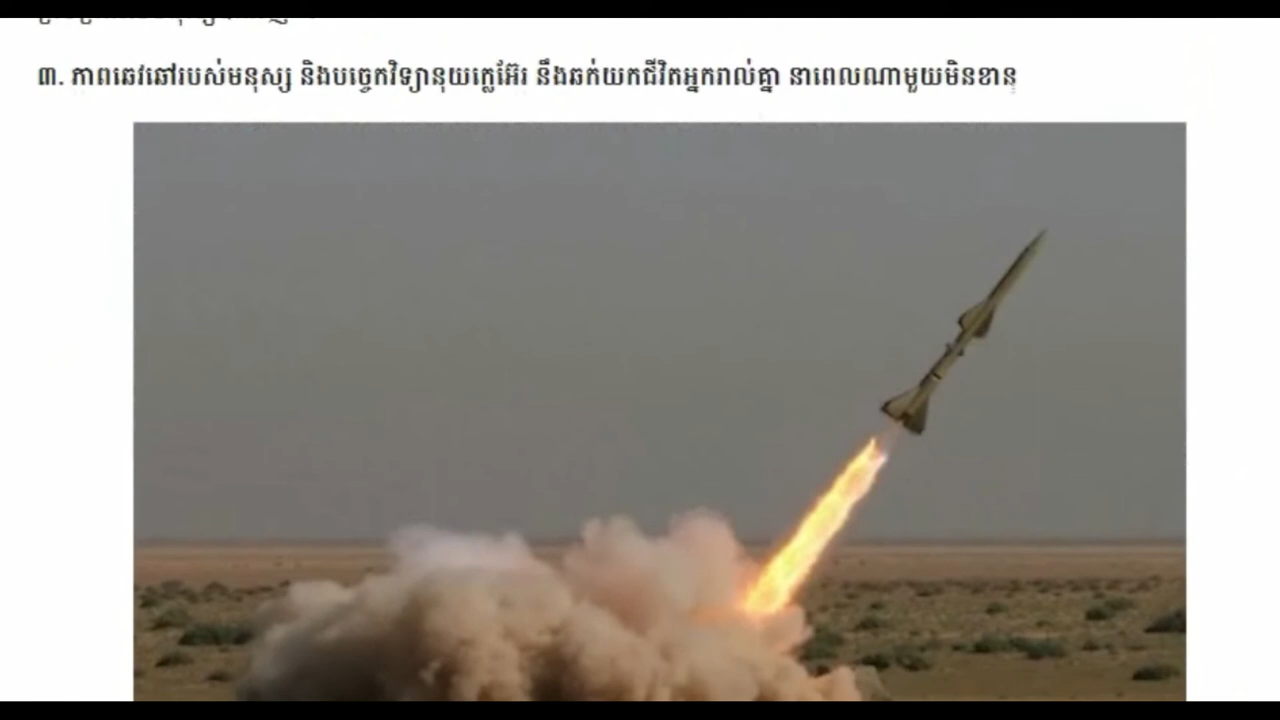 ៣. ភាពឆេវឆៅរបស់មនុស្ស និងបច្ចេកវិទ្យានុយក្លេអ៊ែរ នឹងឆក់យកជីវិតអ្នករាល់គ្នា នាពេលណាមួយមិនខាន